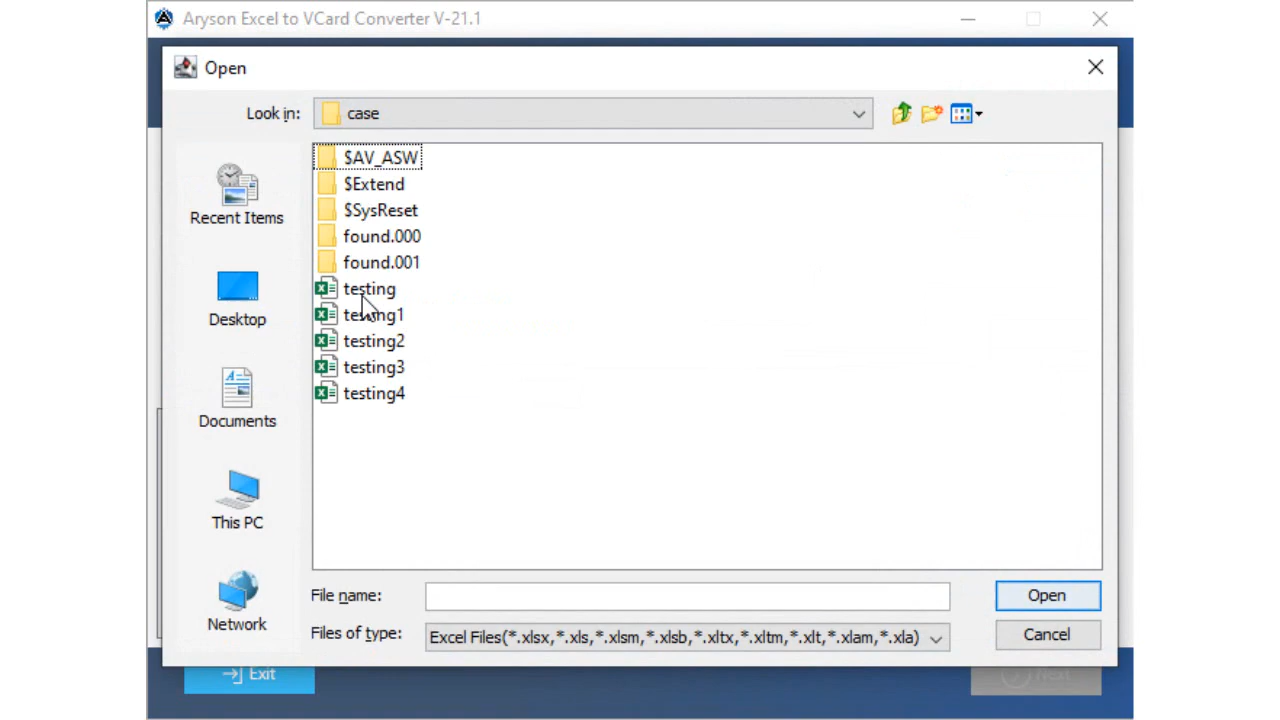 Aryson Excel to VCard Converter V-21.1
Open
Look in: case
$AV_ASW
$Extend
$SysReset
found.000
found.001
testing
testing1
testing2
testing3
testing4
Recent Items
Desktop
Documents
This PC
Network
File name:
Open
Files of type: Excel Files(*.xlsx,*.xls,*.xlsm,*.xlsb,*.xltx,*.xltm,*.xlt,*.xlam,*.xla)
Cancel
Exit
Next